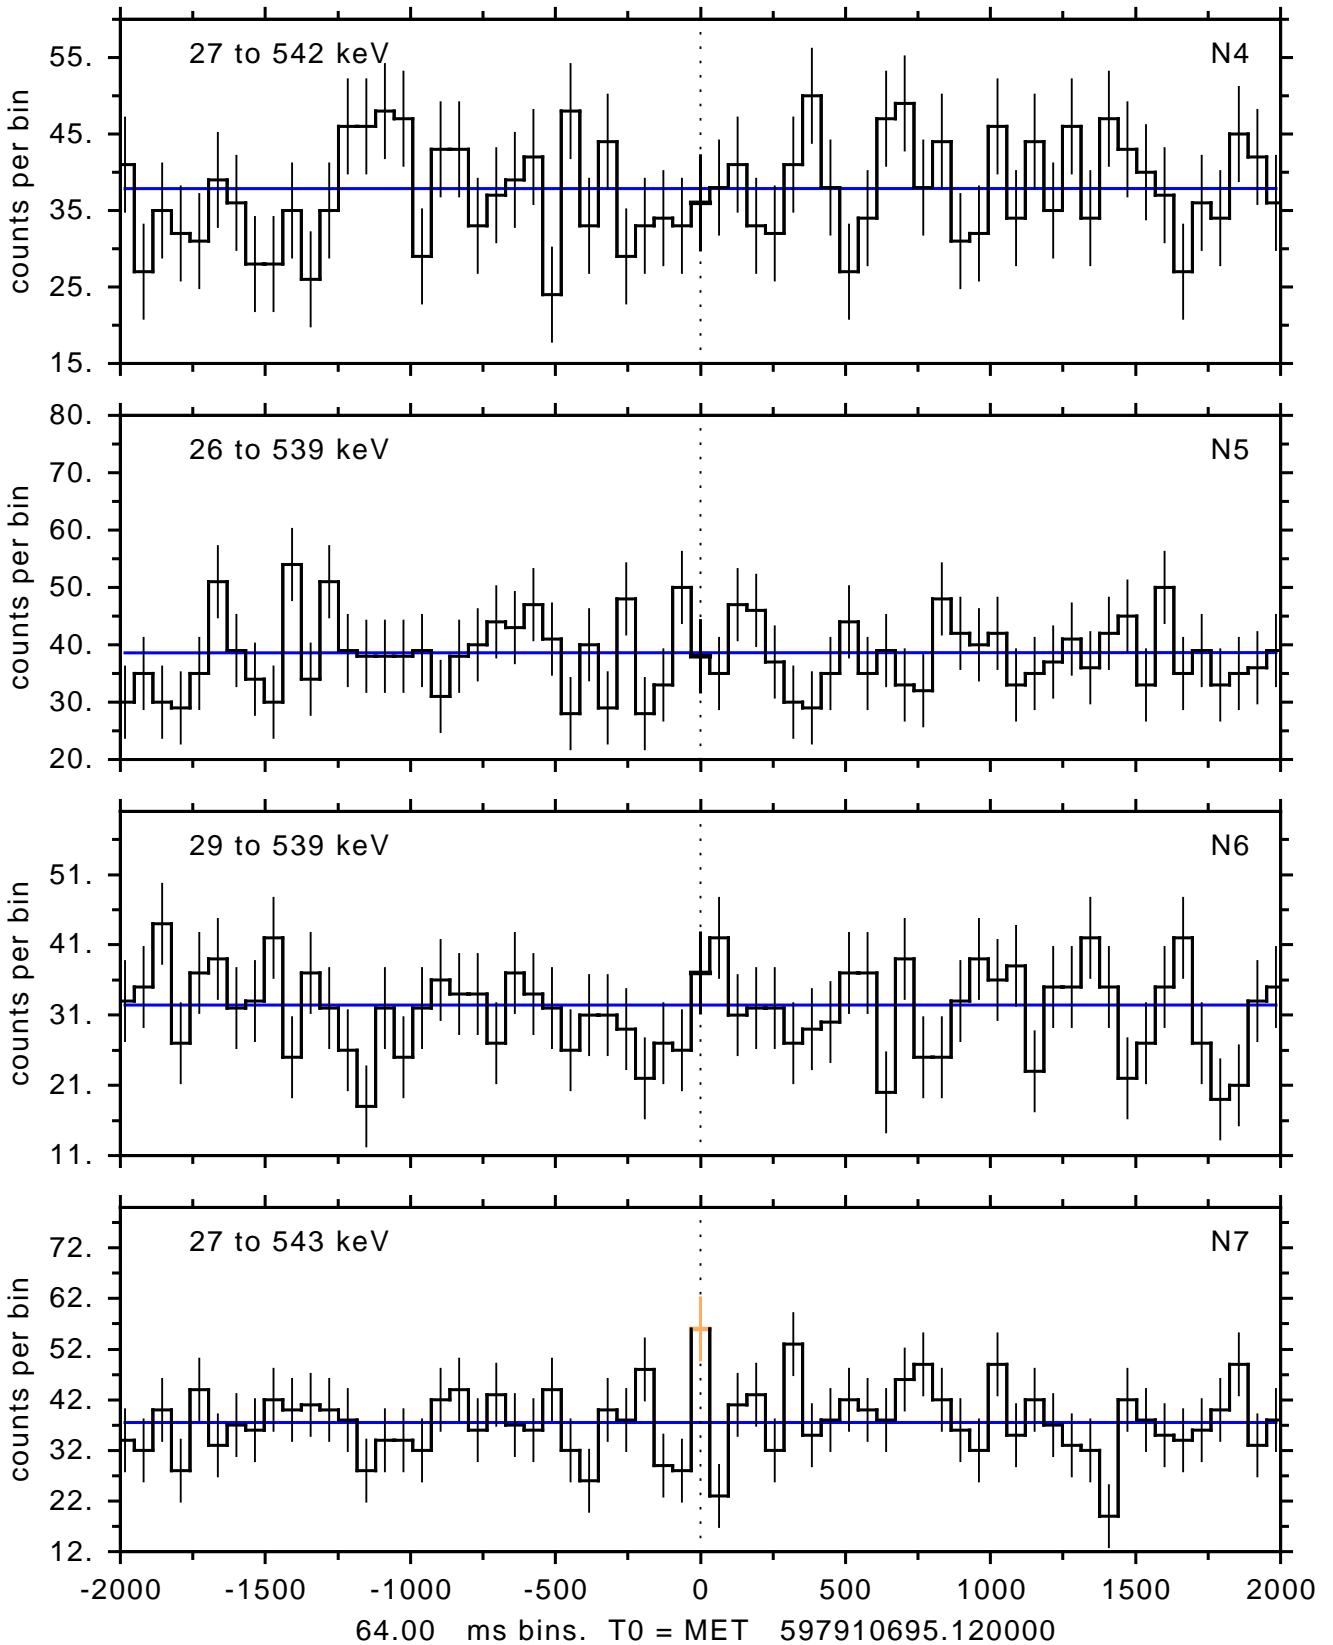 27 to 542 keV N4
55.
45.
35.
25.
15.
counts per bin
26 to 539 keV N5
80.
70.
60.
50.
40.
30.
20.
counts per bin
29 to 539 keV N6
51.
41.
31.
21.
11.
counts per bin
27 to 543 keV N7
72.
62.
52.
42.
32.
22.
12.
counts per bin
-2000 -1500 -1000 -500 0 500 1000 1500 2000
64.00 ms bins. T0 = MET 597910695.120000